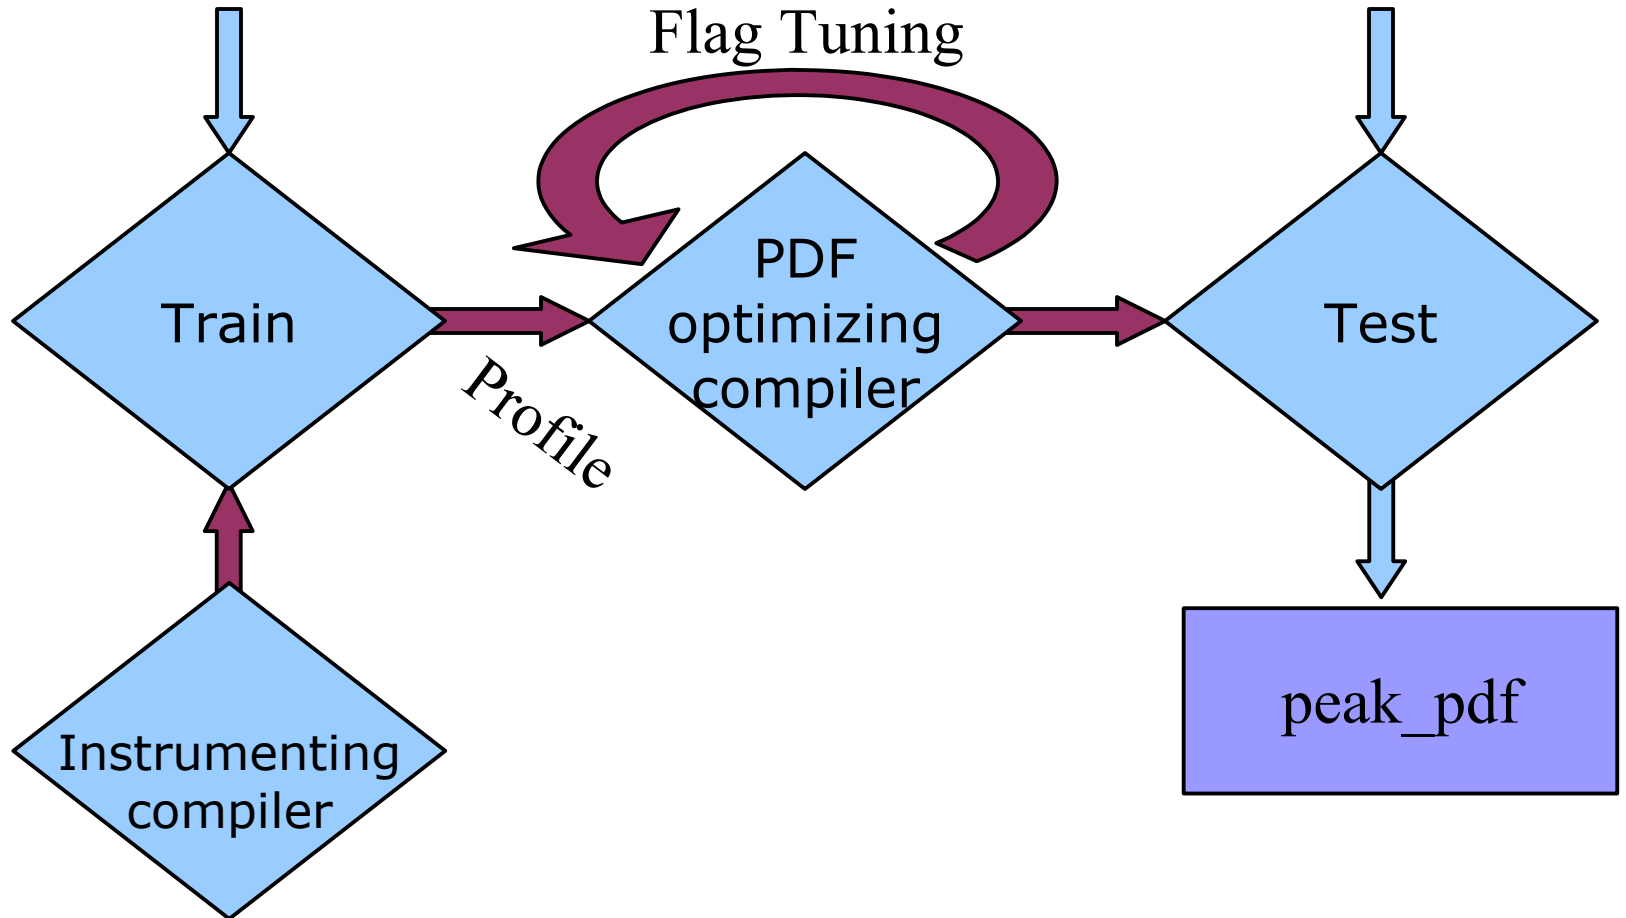 Flag Tuning
Train
PDF
optimizing
compiler
Test
Profile
Instrumenting
compiler
peak_pdf